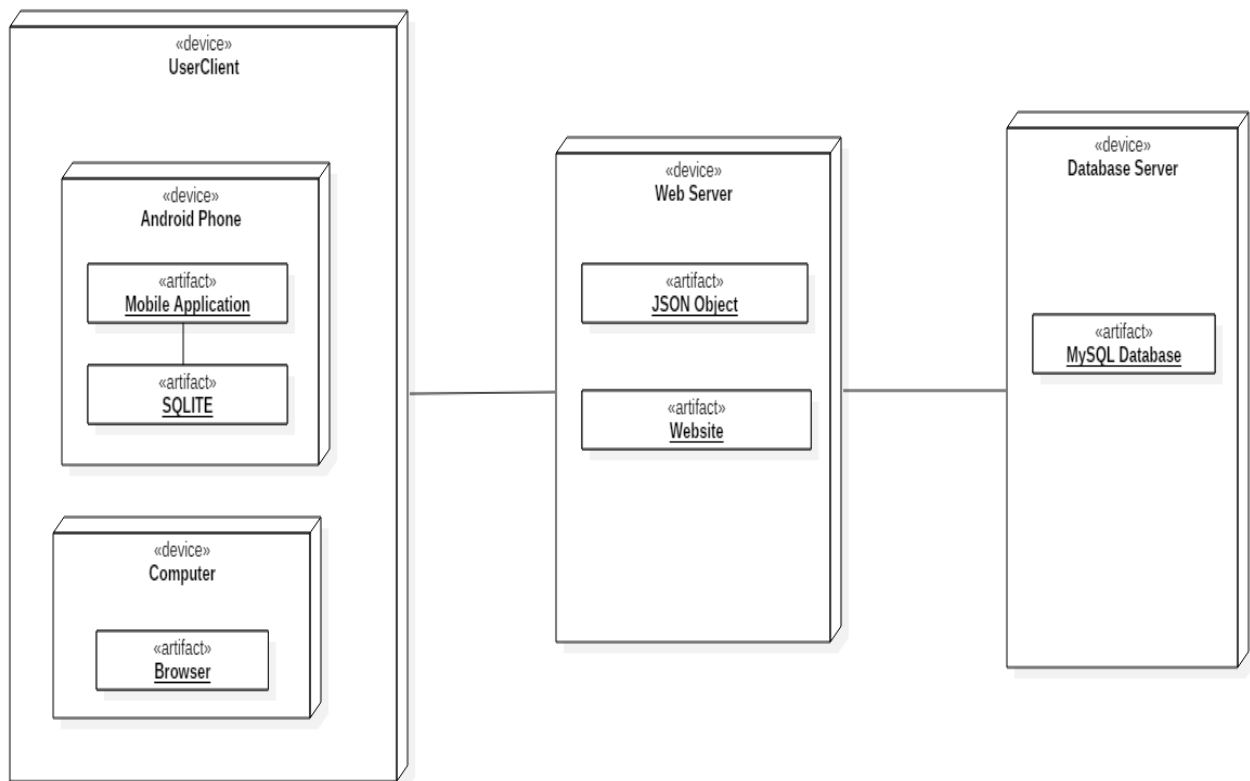 «device»
UserClient
«device»
Android Phone
«artifact»
Mobile Application
«artifact»
SQLITE
«device»
Computer
«artifact»
Browser
«device»
Web Server
«artifact»
JSON Object
«artifact»
Website
«device»
Database Server
«artifact»
MySQL Database